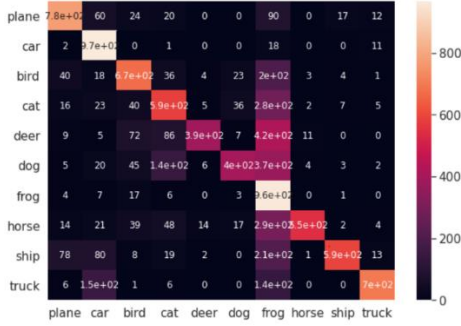 plane 7.8e+02 60 24 20 0 0 90 0 17 12
car 2 9.7e+02 0 1 0 0 18 0 0 11
bird 40 18 6.7e+02 36 4 23 2e+02 3 4 1
cat 16 23 40 5.9e+02 5 36 2.8e+02 2 7 5
deer 9 5 72 86 3.9e+02 7 4.2e+02 11 0 0
dog 5 20 45 1.4e+02 6 4e+02 3.7e+02 4 3 2
frog 4 7 17 6 0 3 9.6e+02 0 1 0
horse 14 21 39 48 14 17 2.9e+02 5.5e+02 2 4
ship 78 80 8 19 2 0 2.1e+02 1 5.9e+02 13
truck 6 1.5e+02 1 6 0 0 1.4e+02 0 0 7e+02
plane car bird cat deer dog frog horse ship truck
800
600
400
200
0